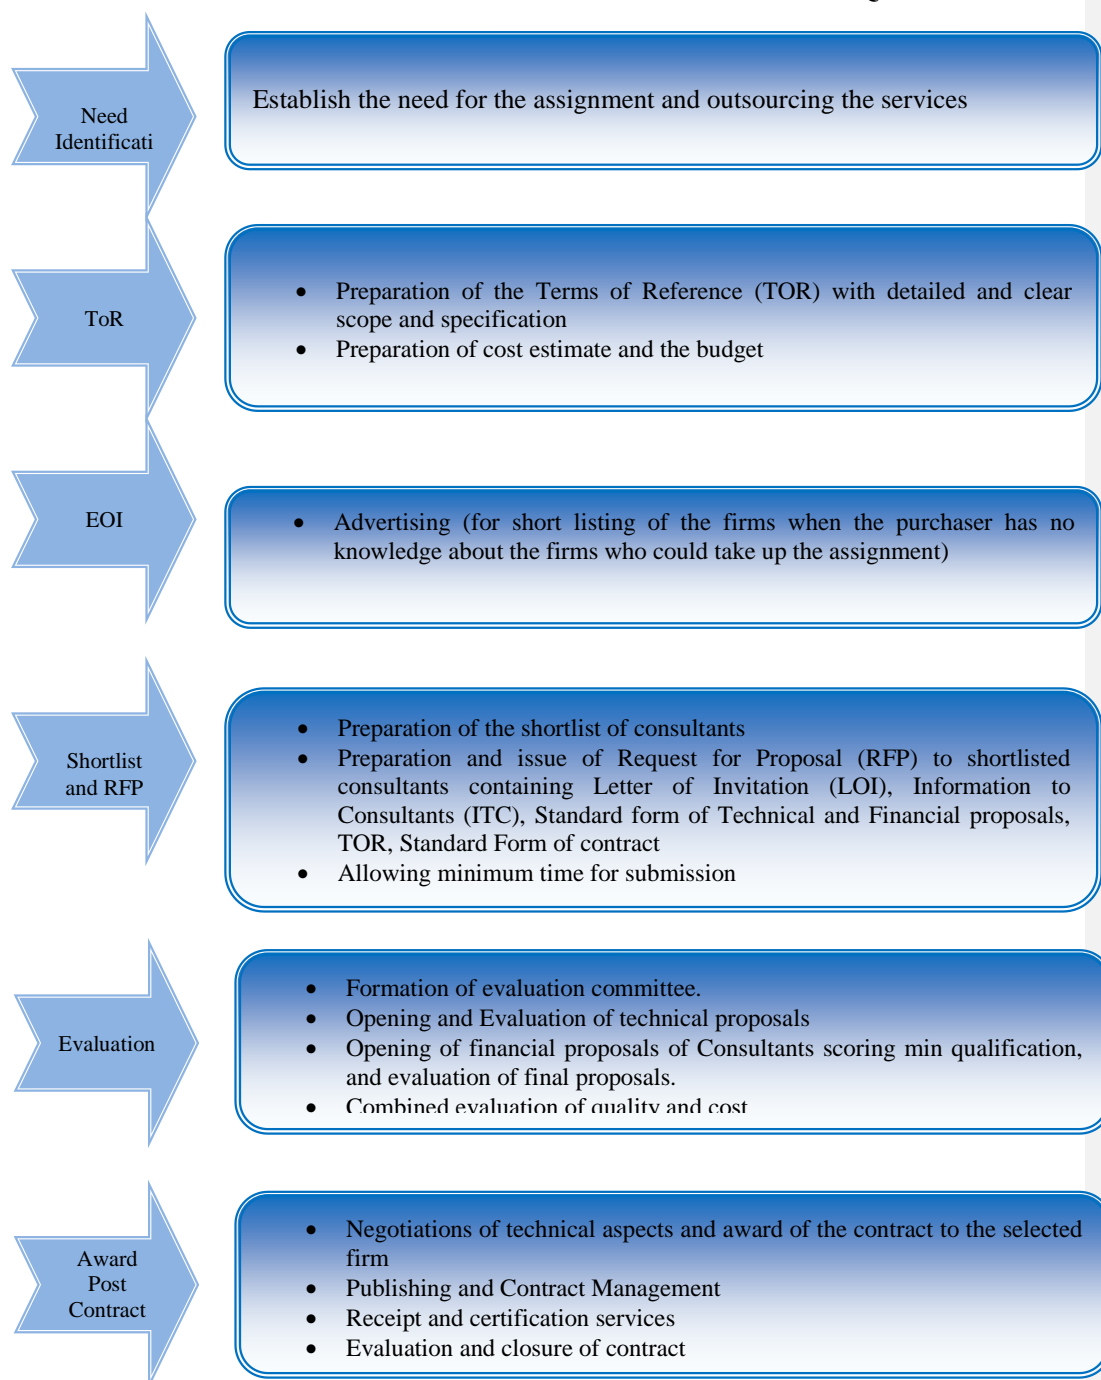 Need
Identificati
Establish the need for the assignment and outsourcing the services
ToR
• Preparation of the Terms of Reference (TOR) with detailed and clear
scope and specification
• Preparation of cost estimate and the budget
EOI
• Advertising (for short listing of the firms when the purchaser has no
knowledge about the firms who could take up the assignment)
Shortlist
and RFP
• Preparation of the shortlist of consultants
• Preparation and issue of Request for Proposal (RFP) to shortlisted
consultants containing Letter of Invitation (LOI), Information to
Consultants (ITC), Standard form of Technical and Financial proposals,
TOR, Standard Form of contract
• Allowing minimum time for submission
Evaluation
• Formation of evaluation committee.
• Opening and Evaluation of technical proposals
• Opening of financial proposals of Consultants scoring min qualification,
and evaluation of final proposals.
• Combined evaluation of quality and cost
Award
Post
Contract
• Negotiations of technical aspects and award of the contract to the selected
firm
• Publishing and Contract Management
• Receipt and certification services
• Evaluation and closure of contract